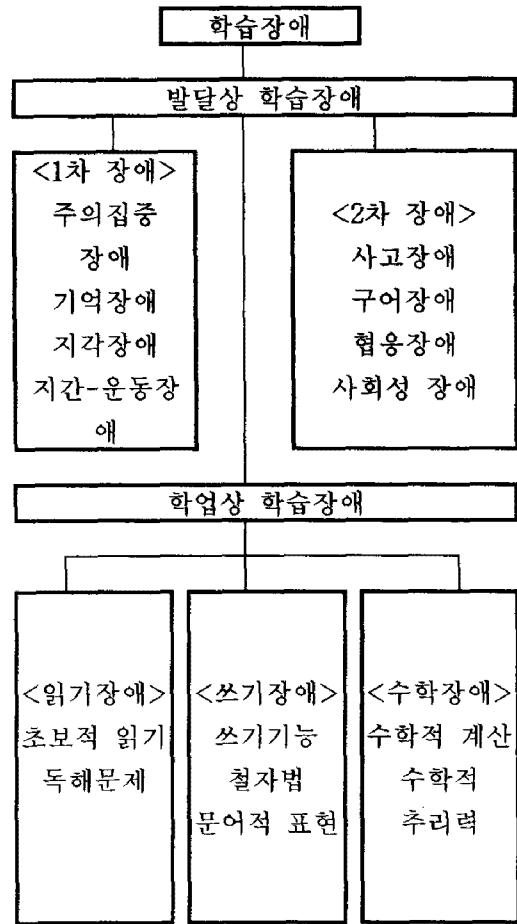 학습장애
발달상 학습장애
<1차 장애>
주의집중
장애
기억장애
지각장애
지간-운동장
애
<2차 장애>
사고장애
구어장애
협응장애
사회성 장애
학업상 학습장애
<읽기장애>
초보적 읽기
독해문제
<쓰기장애>
쓰기기능
철자법
문어적 표현
<수학장애>
수학적 계산
수학적
추리력